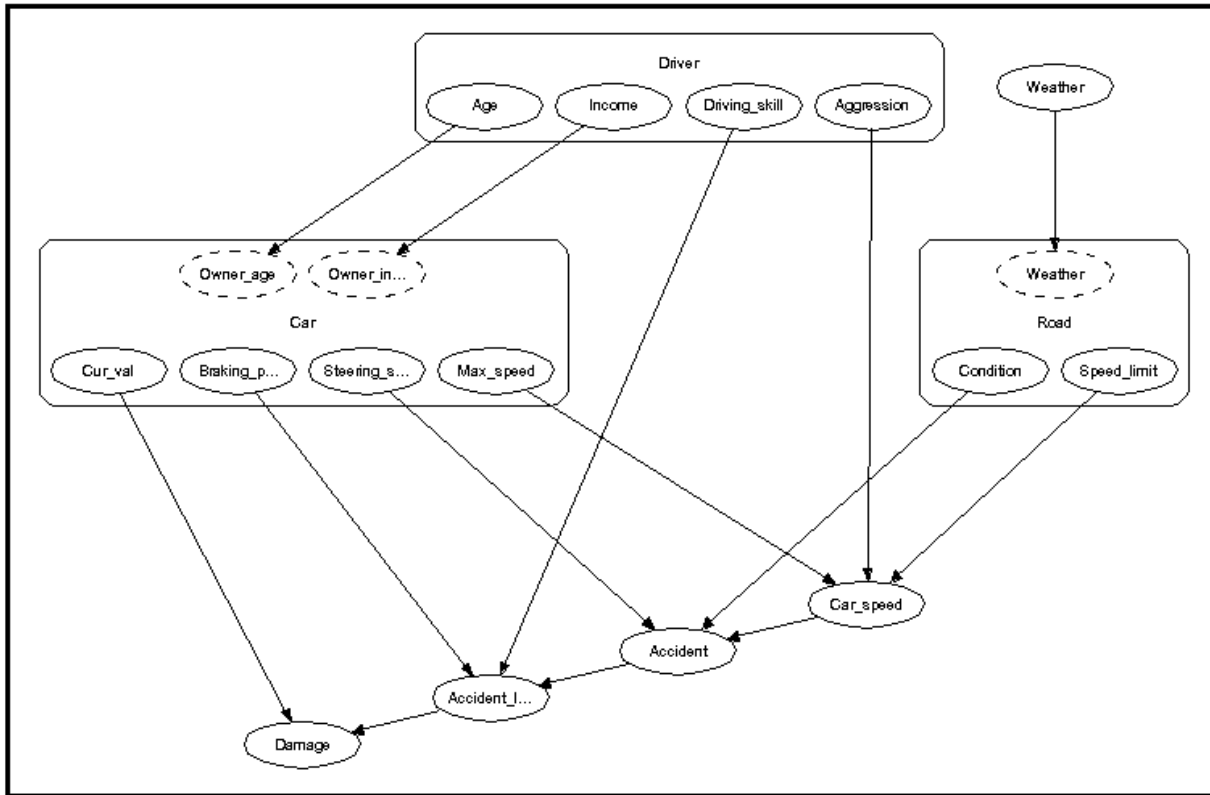 Driver
Weather
Age
Income
Driving_skill
Aggression
Owner_age
Owner_in...
Weather
Car
Road
Cur_val
Braking_p...
Steering_s...
Max_speed
Condition
Speed_limit
Car_speed
Accident
Accident_l...
Damage